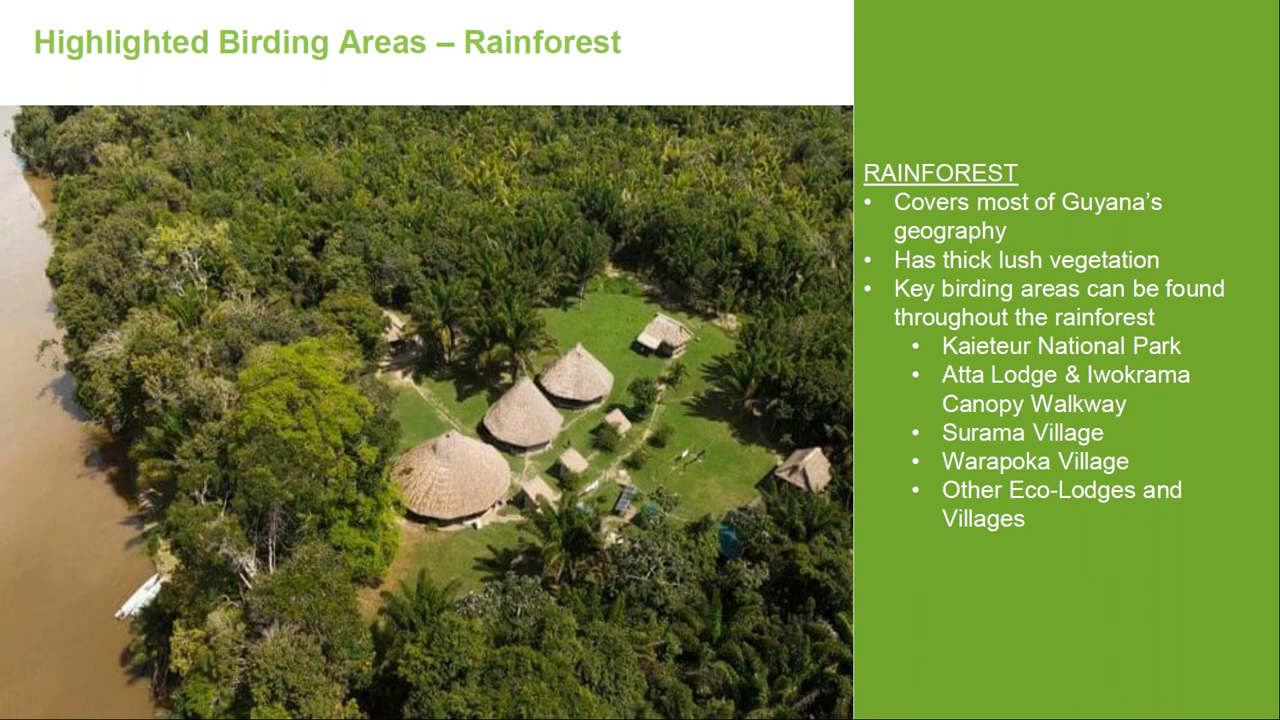 Highlighted Birding Areas – Rainforest
RAINFOREST
• Covers most of Guyana’s
geography
• Has thick lush vegetation
• Key birding areas can be found
throughout the rainforest
• Kaieteur National Park
• Atta Lodge & Iwokrama
Canopy Walkway
• Surama Village
• Warapoka Village
• Other Eco-Lodges and
Villages